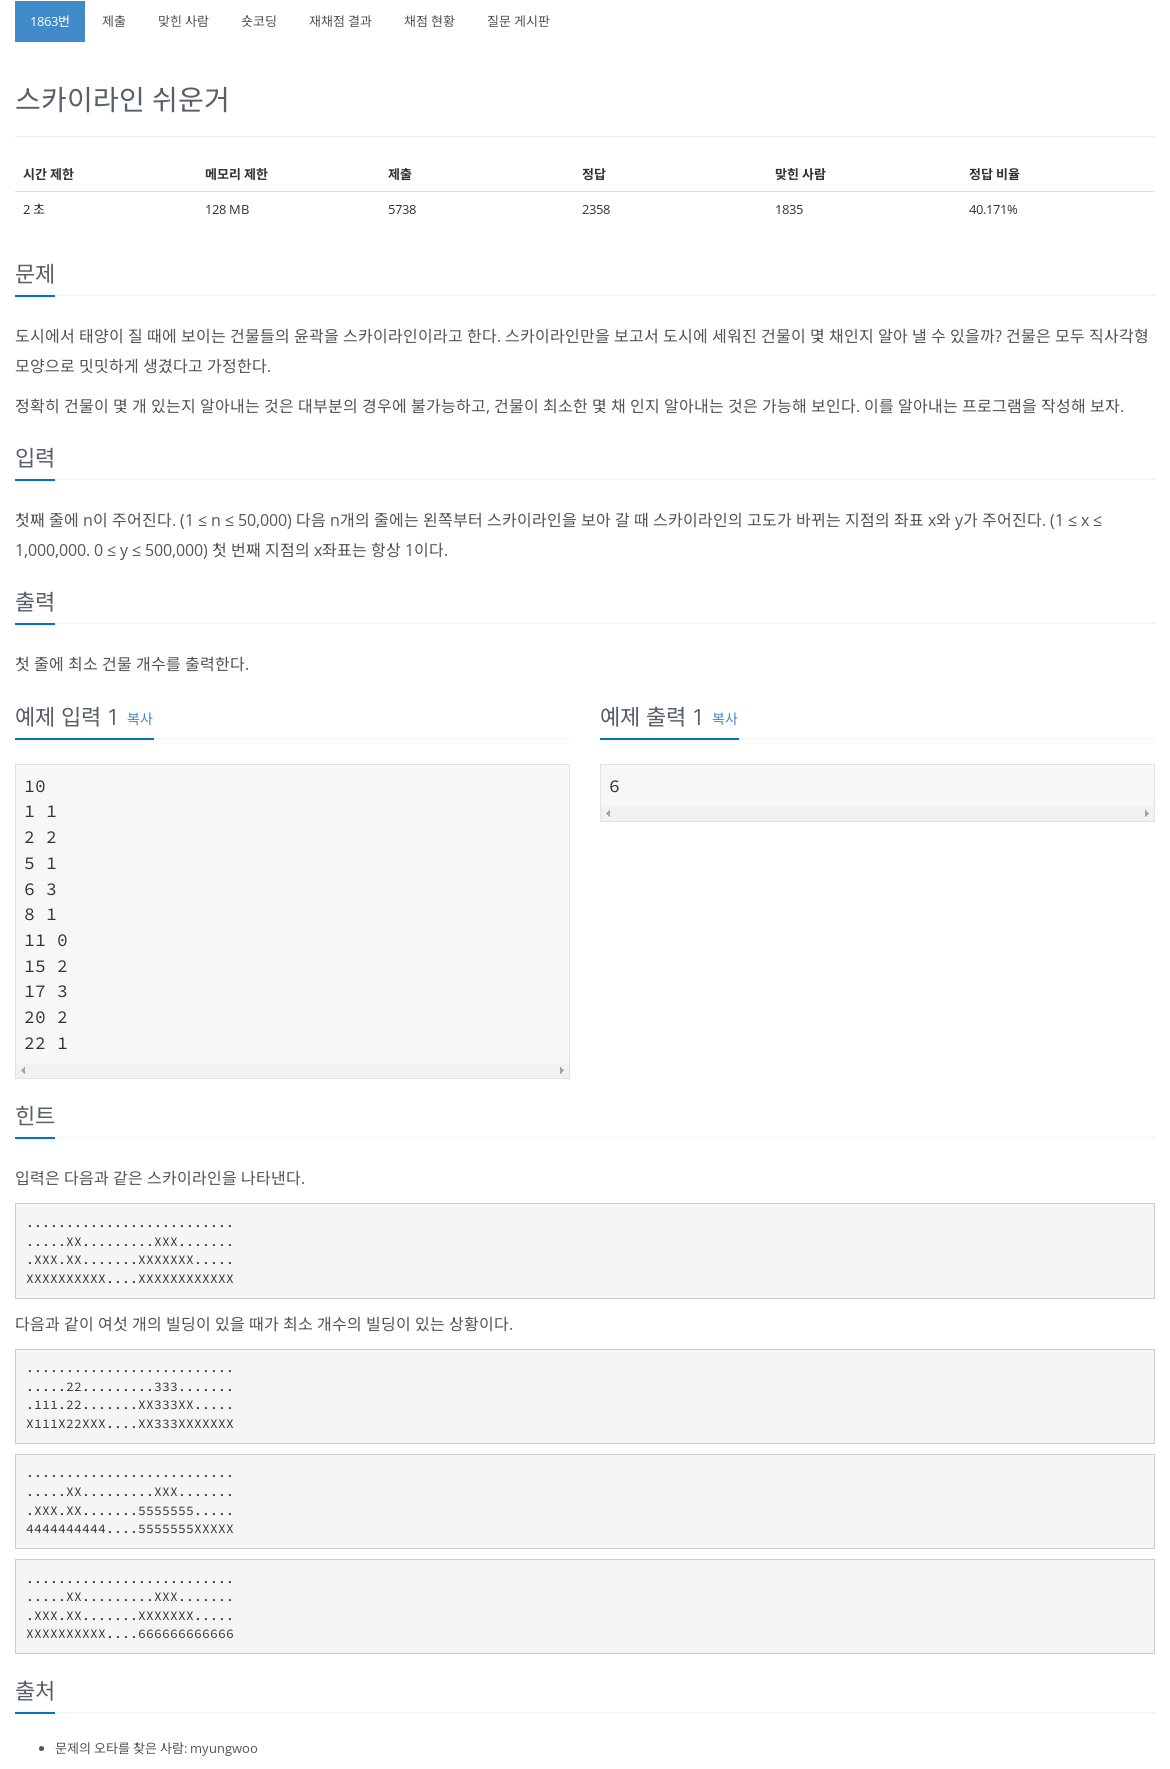 1863번 제출 맞힌 사람 숏코딩 재채점 결과 채점 현황 질문 게시판
스카이라인 쉬운거
시간 제한 메모리 제한 제출 정답 맞힌 사람 정답 비율
2 초 128 MB 5738 2358 1835 40.171%
문제
도시에서 태양이 질 때에 보이는 건물들의 윤곽을 스카이라인이라고 한다. 스카이라인만을 보고서 도시에 세워진 건물이 몇 채인지 알아 낼 수 있을까? 건물은 모두 직사각형
모양으로 밋밋하게 생겼다고 가정한다.
정확히 건물이 몇 개 있는지 알아내는 것은 대부분의 경우에 불가능하고, 건물이 최소한 몇 채 인지 알아내는 것은 가능해 보인다. 이를 알아내는 프로그램을 작성해 보자.
입력
첫째 줄에 n이 주어진다. (1 ≤ n ≤ 50,000) 다음 n개의 줄에는 왼쪽부터 스카이라인을 보아 갈 때 스카이라인의 고도가 바뀌는 지점의 좌표 x와 y가 주어진다. (1 ≤ x ≤
1,000,000. 0 ≤ y ≤ 500,000) 첫 번째 지점의 x좌표는 항상 1이다.
출력
첫 줄에 최소 건물 개수를 출력한다.
예제 입력 1 복사
10
1 1
2 2
5 1
6 3
8 1
11 0
15 2
17 3
20 2
22 1
예제 출력 1 복사
6
힌트
입력은 다음과 같은 스카이라인을 나타낸다.
..........................
.....XX.........XXX.......
.XXX.XX.......XXXXXXX.....
XXXXXXXXXX....XXXXXXXXXXXX
다음과 같이 여섯 개의 빌딩이 있을 때가 최소 개수의 빌딩이 있는 상황이다.
..........................
.....22.........333.......
.111.22.......XX333XX.....
X111X22XXX....XX333XXXXXXX
..........................
.....XX.........XXX.......
.XXX.XX.......5555555.....
4444444444....5555555XXXXX
..........................
.....XX.........XXX.......
.XXX.XX.......XXXXXXX.....
XXXXXXXXXX....666666666666
출처
문제의 오타를 찾은 사람: myungwoo